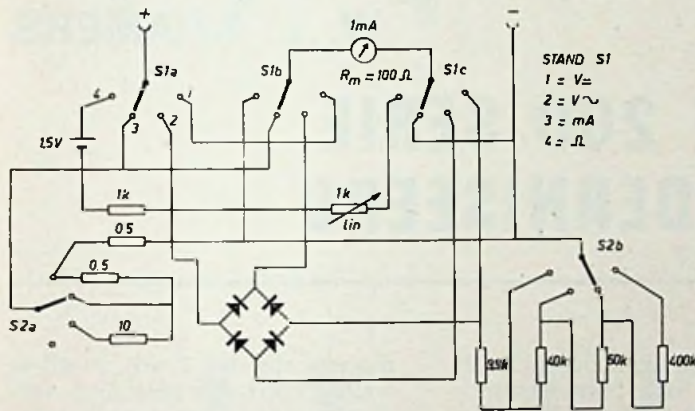 +
1mA
−
S1a
S1b
Rm = 100 Ω
S1c
STAND S1
1 = V=
2 = V~
3 = mA
4 = Ω
4
1
3
2
1,5V
1k
1k
lin
0.5
0.5
S2a
10
S2b
40k
50k
400k